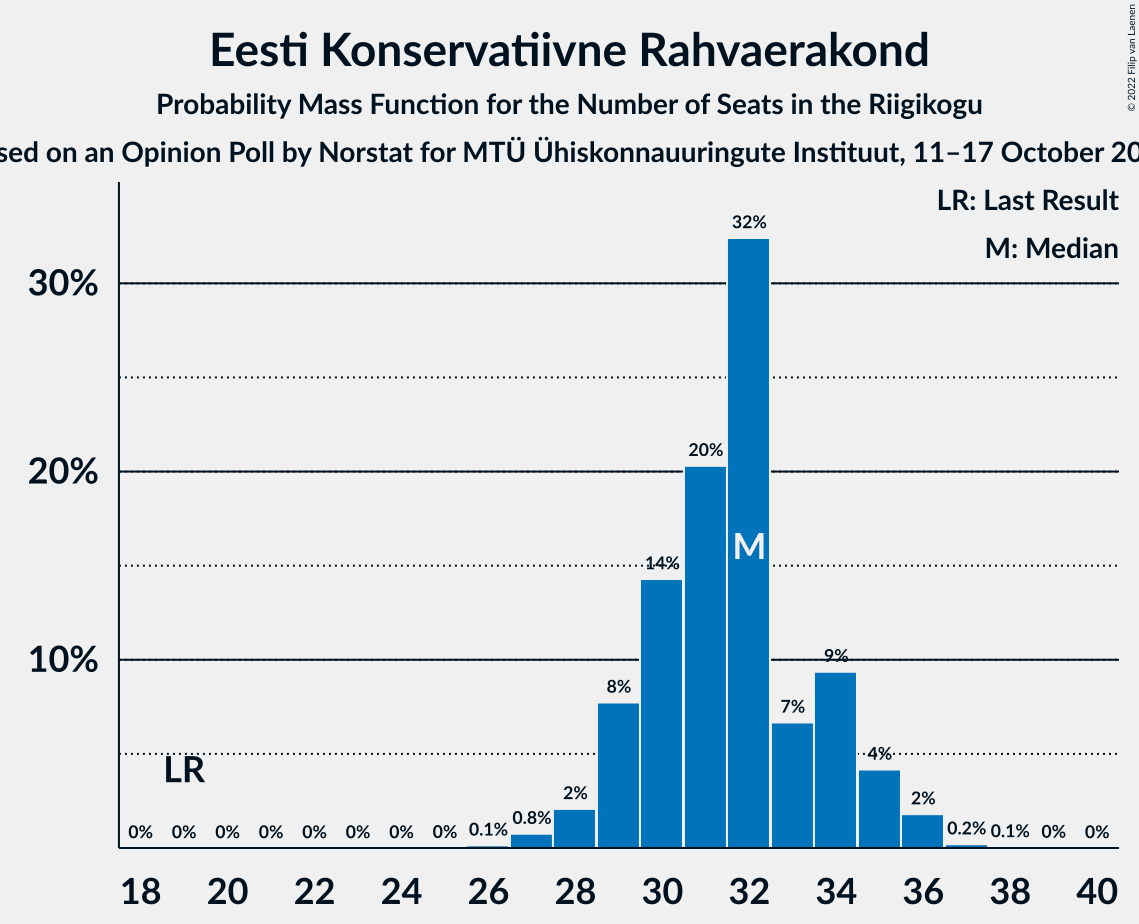 Eesti Konservatiivne Rahvaerakond
Probability Mass Function for the Number of Seats in the Riigikogu
sed on an Opinion Poll by Norstat for MTÜ Ühiskonnauuringute Instituut, 11–17 October 20
© 2022 Filip van Laenen
LR: Last Result
M: Median
30%
20%
10%
32%
20%
14%
9%
8%
7%
4%
2%
2%
0% 0% 0% 0% 0% 0% 0% 0% 0.1% 0.8% 0.2% 0.1% 0% 0%
M
LR
18 20 22 24 26 28 30 32 34 36 38 40